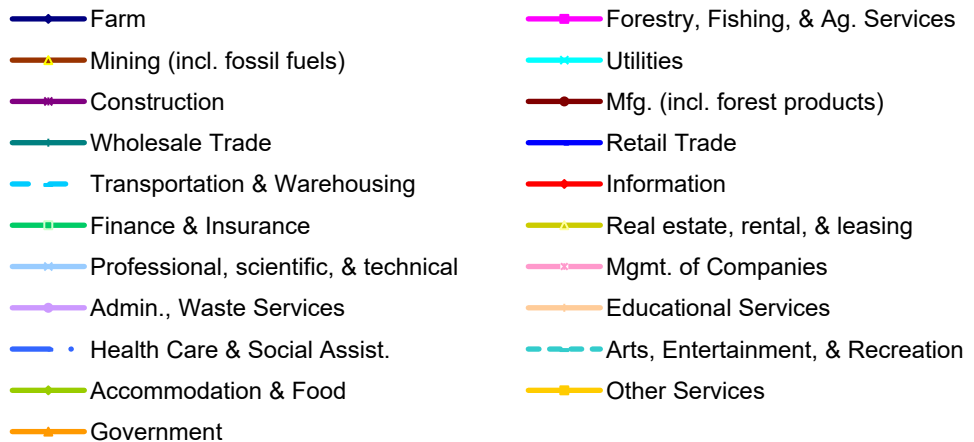 Farm
Forestry, Fishing, & Ag. Services
Mining (incl. fossil fuels)
Utilities
Construction
Mfg. (incl. forest products)
Wholesale Trade
Retail Trade
Transportation & Warehousing
Information
Finance & Insurance
Real estate, rental, & leasing
Professional, scientific, & technical
Mgmt. of Companies
Admin., Waste Services
Educational Services
Health Care & Social Assist.
Arts, Entertainment, & Recreation
Accommodation & Food
Other Services
Government